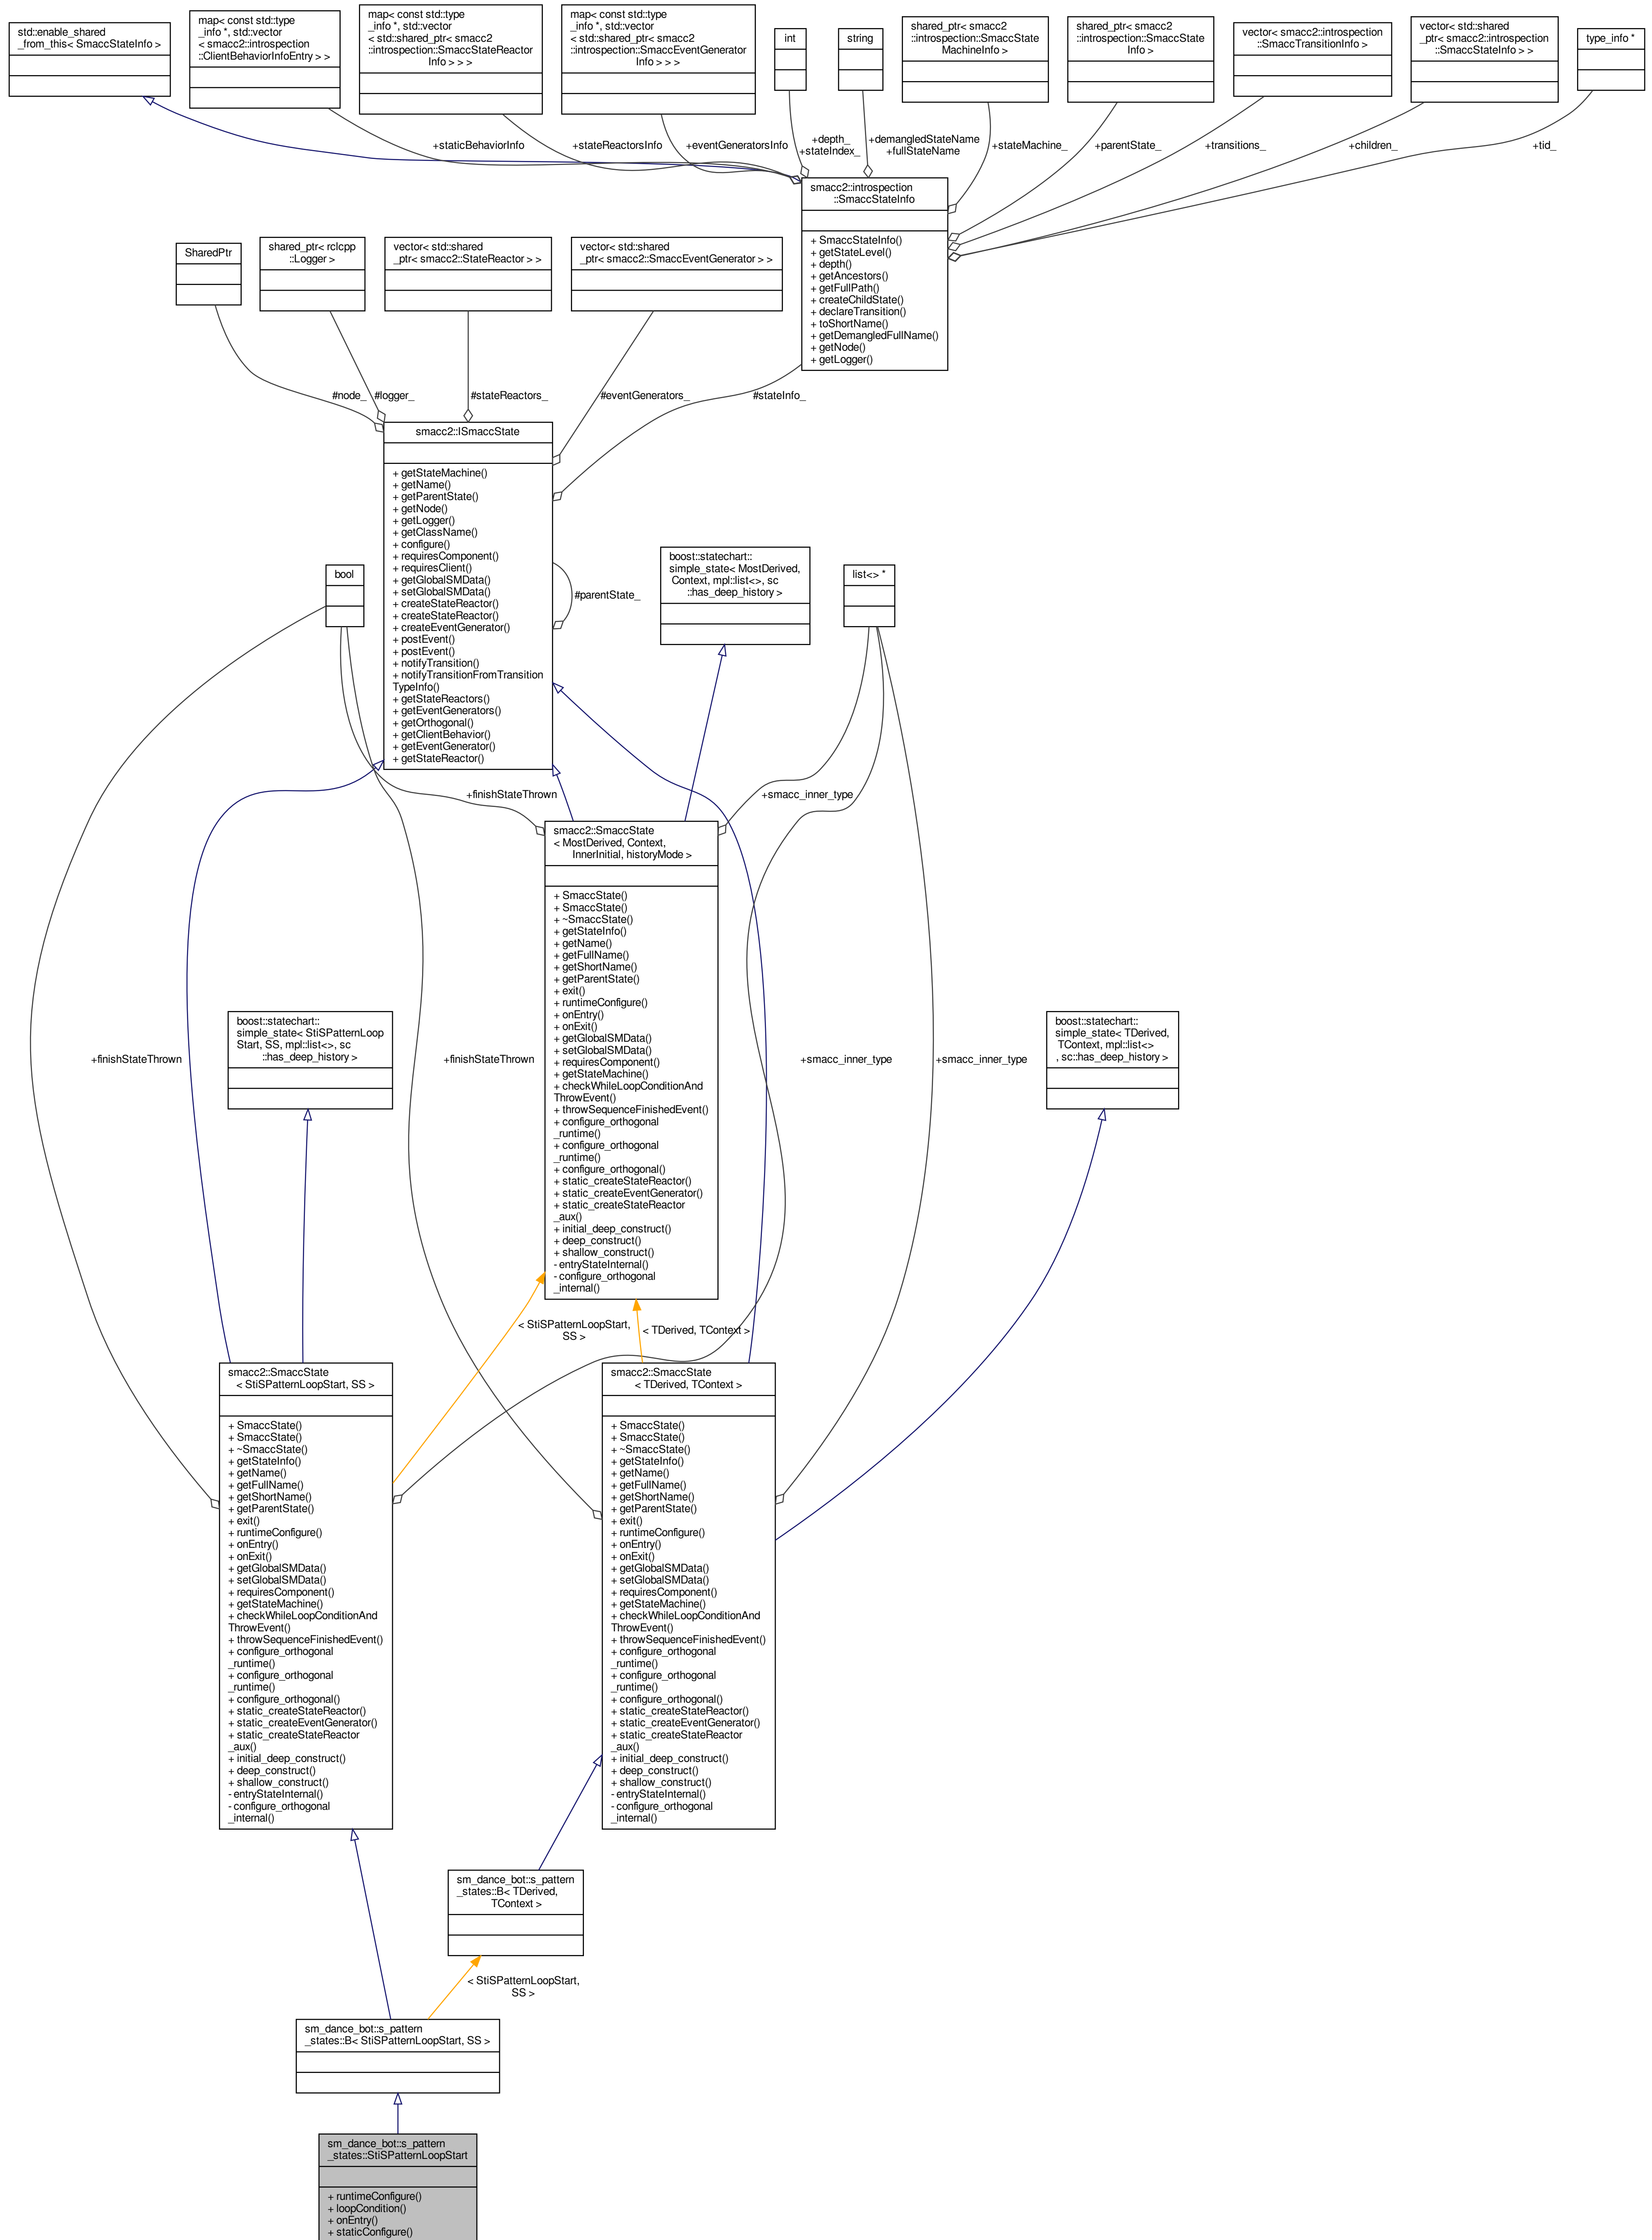 std::enable_shared
_from_this< SmaccStateInfo >
map< const std::type
_info *, std::vector
< smacc2::introspection
::ClientBehaviorInfoEntry > >
map< const std::type
_info *, std::vector
< std::shared_ptr< smacc2
::introspection::SmaccStateReactor
Info > > >
map< const std::type
_info *, std::vector
< std::shared_ptr< smacc2
::introspection::SmaccEventGenerator
Info > > >
int
string
shared_ptr< smacc2
::introspection::SmaccState
MachineInfo >
shared_ptr< smacc2
::introspection::SmaccState
Info >
vector< smacc2::introspection
::SmaccTransitionInfo >
vector< std::shared
_ptr< smacc2::introspection
::SmaccStateInfo > >
type_info *
+staticBehaviorInfo
+stateReactorsInfo
+eventGeneratorsInfo
+depth_
+stateIndex_
+demangledStateName
+fullStateName
+stateMachine_
+parentState_
+transitions_
+children_
+tid_
smacc2::introspection
::SmaccStateInfo
+ SmaccStateInfo()
+ getStateLevel()
+ depth()
+ getAncestors()
+ getFullPath()
+ createChildState()
+ declareTransition()
+ toShortName()
+ getDemangledFullName()
+ getNode()
+ getLogger()
SharedPtr
shared_ptr< rclcpp
::Logger >
vector< std::shared
_ptr< smacc2::StateReactor > >
vector< std::shared
_ptr< smacc2::SmaccEventGenerator > >
#node_
#logger_
#stateReactors_
#eventGenerators_
#stateInfo_
smacc2::ISmaccState
+ getStateMachine()
+ getName()
+ getParentState()
+ getNode()
+ getLogger()
+ getClassName()
+ configure()
+ requiresComponent()
+ requiresClient()
+ getGlobalSMData()
+ setGlobalSMData()
+ createStateReactor()
+ createStateReactor()
+ createEventGenerator()
+ postEvent()
+ postEvent()
+ notifyTransition()
+ notifyTransitionFromTransition
TypeInfo()
+ getStateReactors()
+ getEventGenerators()
+ getOrthogonal()
+ getClientBehavior()
+ getEventGenerator()
+ getStateReactor()
#parentState_
bool
boost::statechart::
simple_state< MostDerived,
Context, mpl::list<>, sc
::has_deep_history >
list<> *
+finishStateThrown
+smacc_inner_type
smacc2::SmaccState
< MostDerived, Context,
InnerInitial, historyMode >
+ SmaccState()
+ SmaccState()
+ ~SmaccState()
+ getStateInfo()
+ getName()
+ getFullName()
+ getShortName()
+ getParentState()
+ exit()
+ runtimeConfigure()
+ onEntry()
+ onExit()
+ getGlobalSMData()
+ setGlobalSMData()
+ requiresComponent()
+ getStateMachine()
+ checkWhileLoopConditionAnd
ThrowEvent()
+ throwSequenceFinishedEvent()
+ configure_orthogonal
_runtime()
+ configure_orthogonal
_runtime()
+ configure_orthogonal()
+ static_createStateReactor()
+ static_createEventGenerator()
+ static_createStateReactor
_aux()
+ initial_deep_construct()
+ deep_construct()
+ shallow_construct()
- entryStateInternal()
- configure_orthogonal
_internal()
boost::statechart::
simple_state< StiSPatternLoop
Start, SS, mpl::list<>, sc
::has_deep_history >
boost::statechart::
simple_state< TDerived,
TContext, mpl::list<>
, sc::has_deep_history >
+finishStateThrown
+finishStateThrown
+smacc_inner_type
+smacc_inner_type
< StiSPatternLoopStart,
SS >
< TDerived, TContext >
smacc2::SmaccState
< StiSPatternLoopStart, SS >
+ SmaccState()
+ SmaccState()
+ ~SmaccState()
+ getStateInfo()
+ getName()
+ getFullName()
+ getShortName()
+ getParentState()
+ exit()
+ runtimeConfigure()
+ onEntry()
+ onExit()
+ getGlobalSMData()
+ setGlobalSMData()
+ requiresComponent()
+ getStateMachine()
+ checkWhileLoopConditionAnd
ThrowEvent()
+ throwSequenceFinishedEvent()
+ configure_orthogonal
_runtime()
+ configure_orthogonal
_runtime()
+ configure_orthogonal()
+ static_createStateReactor()
+ static_createEventGenerator()
+ static_createStateReactor
_aux()
+ initial_deep_construct()
+ deep_construct()
+ shallow_construct()
- entryStateInternal()
- configure_orthogonal
_internal()
smacc2::SmaccState
< TDerived, TContext >
+ SmaccState()
+ SmaccState()
+ ~SmaccState()
+ getStateInfo()
+ getName()
+ getFullName()
+ getShortName()
+ getParentState()
+ exit()
+ runtimeConfigure()
+ onEntry()
+ onExit()
+ getGlobalSMData()
+ setGlobalSMData()
+ requiresComponent()
+ getStateMachine()
+ checkWhileLoopConditionAnd
ThrowEvent()
+ throwSequenceFinishedEvent()
+ configure_orthogonal
_runtime()
+ configure_orthogonal
_runtime()
+ configure_orthogonal()
+ static_createStateReactor()
+ static_createEventGenerator()
+ static_createStateReactor
_aux()
+ initial_deep_construct()
+ deep_construct()
+ shallow_construct()
- entryStateInternal()
- configure_orthogonal
_internal()
sm_dance_bot::s_pattern
_states::B< TDerived,
TContext >
< StiSPatternLoopStart,
SS >
sm_dance_bot::s_pattern
_states::B< StiSPatternLoopStart, SS >
sm_dance_bot::s_pattern
_states::StiSPatternLoopStart
+ runtimeConfigure()
+ loopCondition()
+ onEntry()
+ staticConfigure()